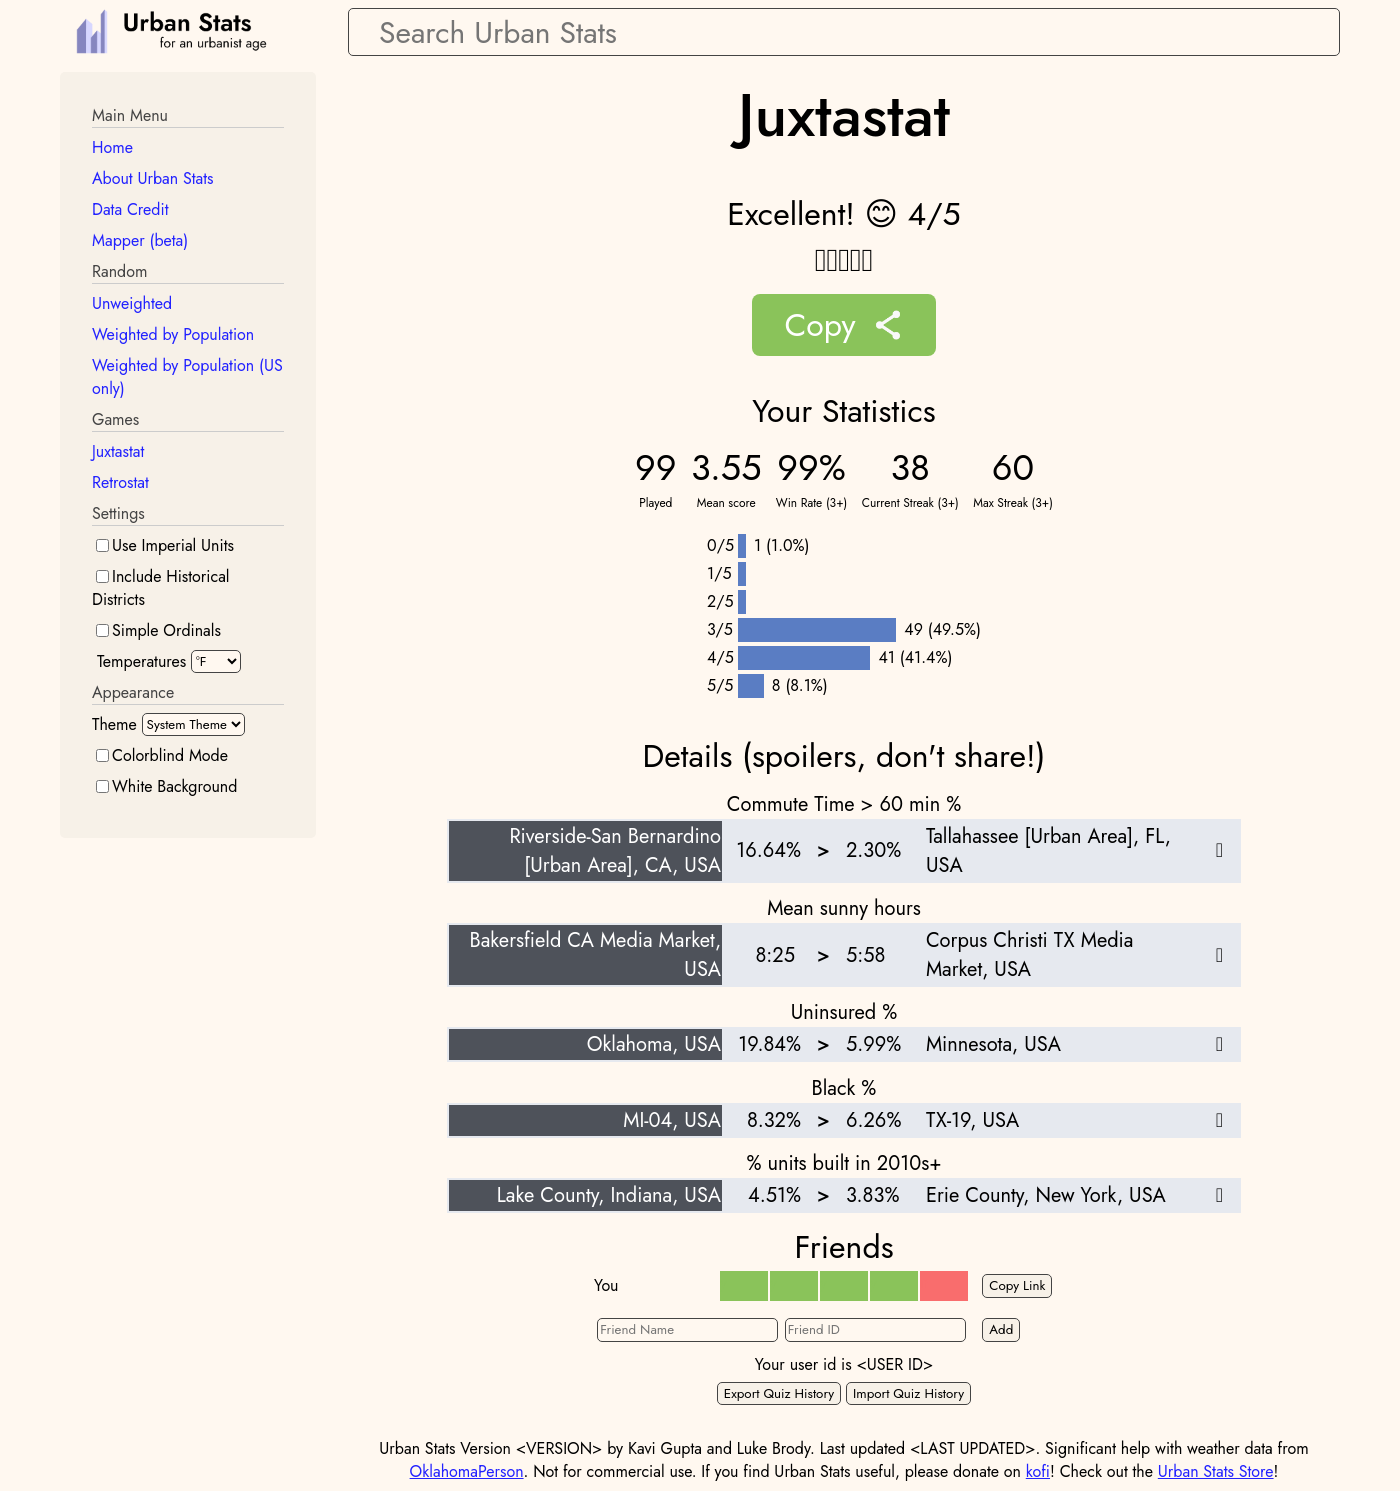 Urban Stats
for an urbanist age
Search Urban Stats
Main Menu
Home
About Urban Stats
Data Credit
Mapper (beta)
Random
Unweighted
Weighted by Population
Weighted by Population (US
only)
Games
Juxtastat
Retrostat
Settings
Use Imperial Units
Include Historical
Districts
Simple Ordinals
Temperatures °F
Appearance
Theme System Theme
Colorblind Mode
White Background
Juxtastat
Excellent! 😊 4/5
Copy
Your Statistics
99 3.55 99% 38 60
Played Mean score Win Rate (3+) Current Streak (3+) Max Streak (3+)
0/5 1 (1.0%)
1/5
2/5
3/5 49 (49.5%)
4/5 41 (41.4%)
5/5 8 (8.1%)
Details (spoilers, don't share!)
Commute Time > 60 min %
Riverside-San Bernardino
[Urban Area], CA, USA
16.64% > 2.30%
Tallahassee [Urban Area], FL,
USA
Mean sunny hours
Bakersfield CA Media Market,
USA
8:25 > 5:58
Corpus Christi TX Media
Market, USA
Uninsured %
Oklahoma, USA 19.84% > 5.99% Minnesota, USA
Black %
MI-04, USA 8.32% > 6.26% TX-19, USA
% units built in 2010s+
Lake County, Indiana, USA 4.51% > 3.83% Erie County, New York, USA
Friends
You Copy Link
Friend Name Friend ID Add
Your user id is <USER ID>
Export Quiz History Import Quiz History
Urban Stats Version <VERSION> by Kavi Gupta and Luke Brody. Last updated <LAST UPDATED>. Significant help with weather data from
OklahomaPerson. Not for commercial use. If you find Urban Stats useful, please donate on kofi! Check out the Urban Stats Store!